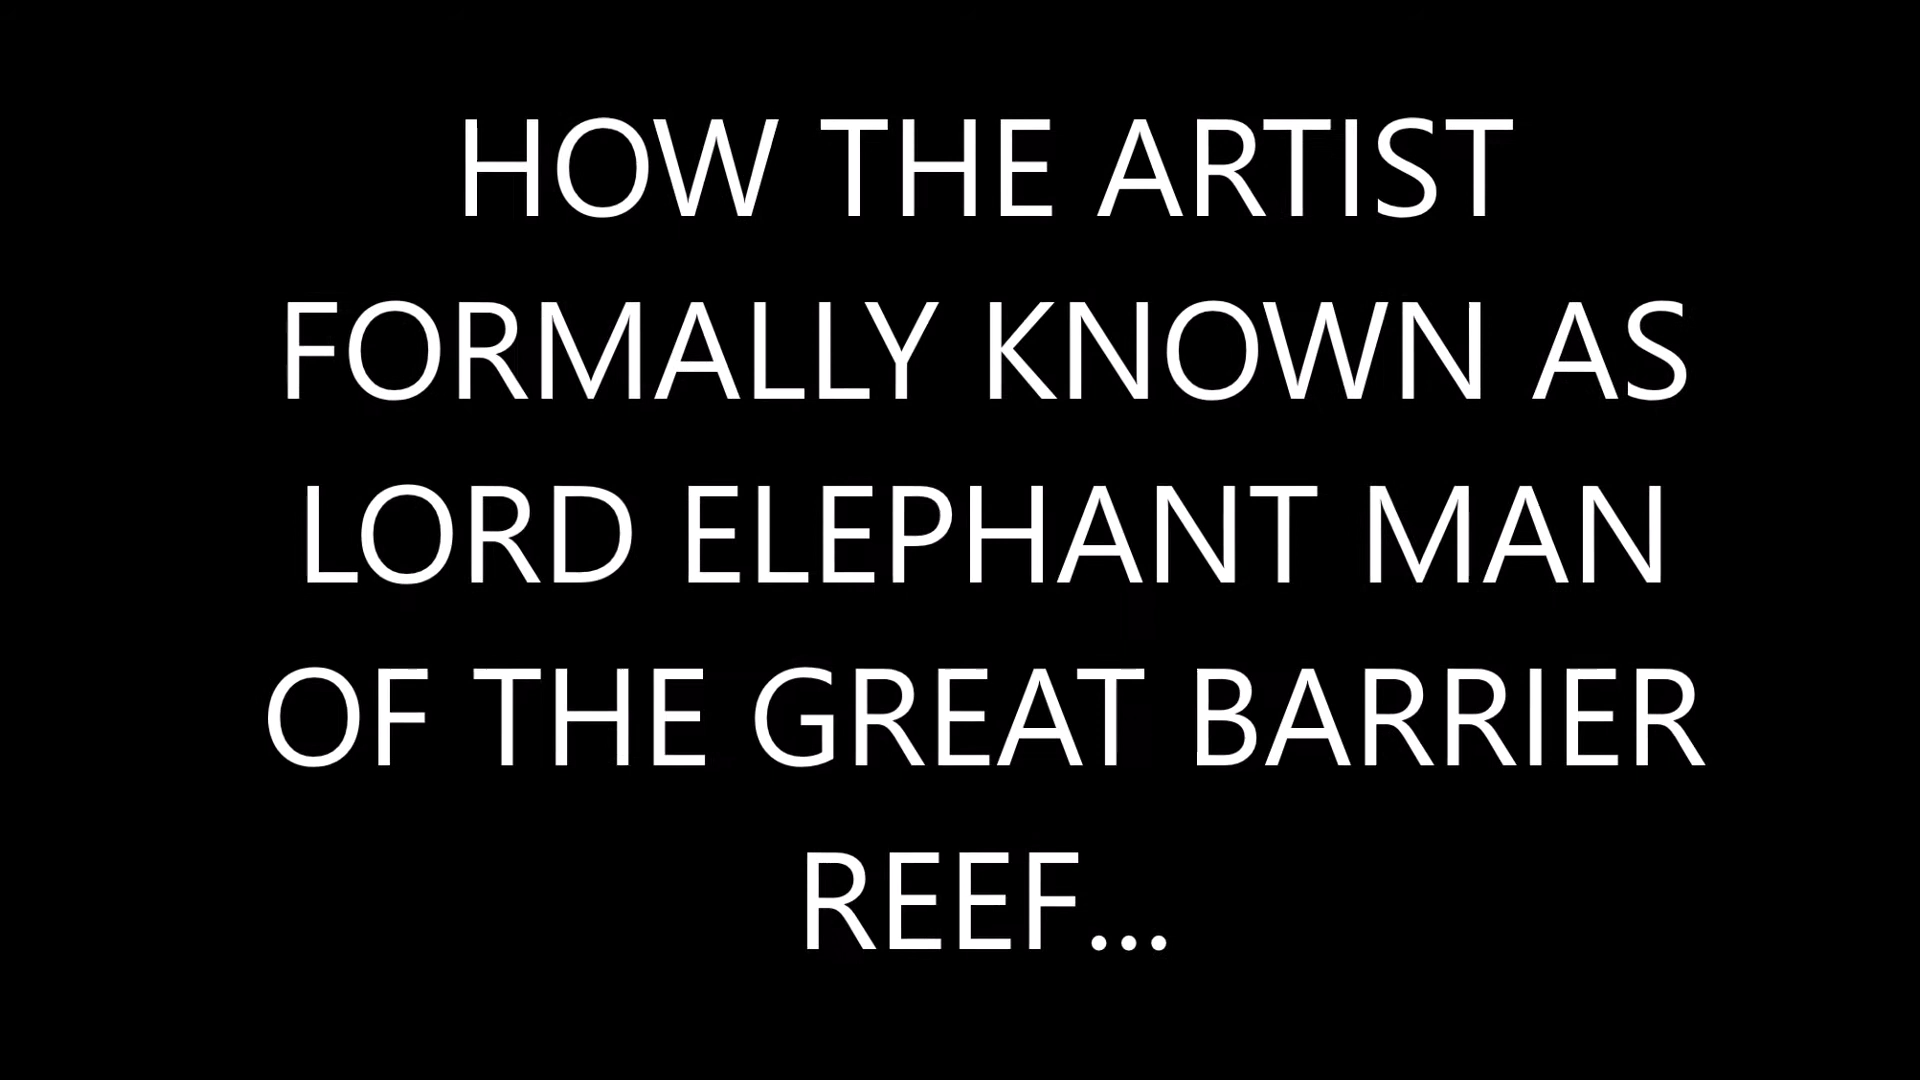 HOW THE ARTIST
FORMALLY KNOWN AS
LORD ELEPHANT MAN
OF THE GREAT BARRIER
REEF...